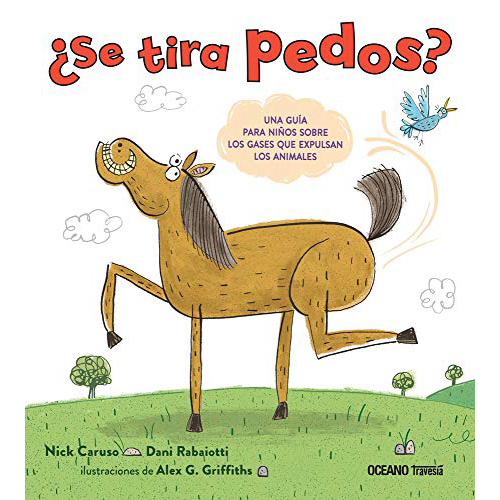 ¿Se tira pedos?
UNA GUÍA
PARA NIÑOS SOBRE
LOS GASES QUE EXPULSAN
LOS ANIMALES
Nick Caruso Dani Rabaiotti
ilustraciones de Alex G. Griffiths
OCEANO Travesía